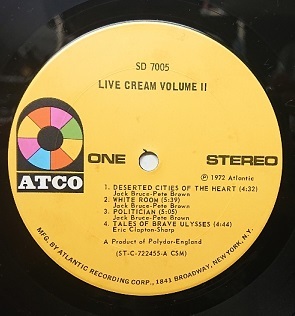 SD 7005
LIVE CREAM VOLUME II
ATCO
ONE
STEREO
℗ 1972 Atlantic
1. DESERTED CITIES OF THE HEART (4:32)
Jack Bruce-Pete Brown
2. WHITE ROOM (5:39)
Jack Bruce-Pete Brown
3. POLITICIAN (5:05)
Jack Bruce-Pete Brown
4. TALES OF BRAVE ULYSSES (4:44)
Eric Clapton-Sharp
A Product of Polydor-England
(ST-C-722455-A CSM)
MFG. BY ATLANTIC RECORDING CORP., 1841 BROADWAY, NEW YORK, N.Y.